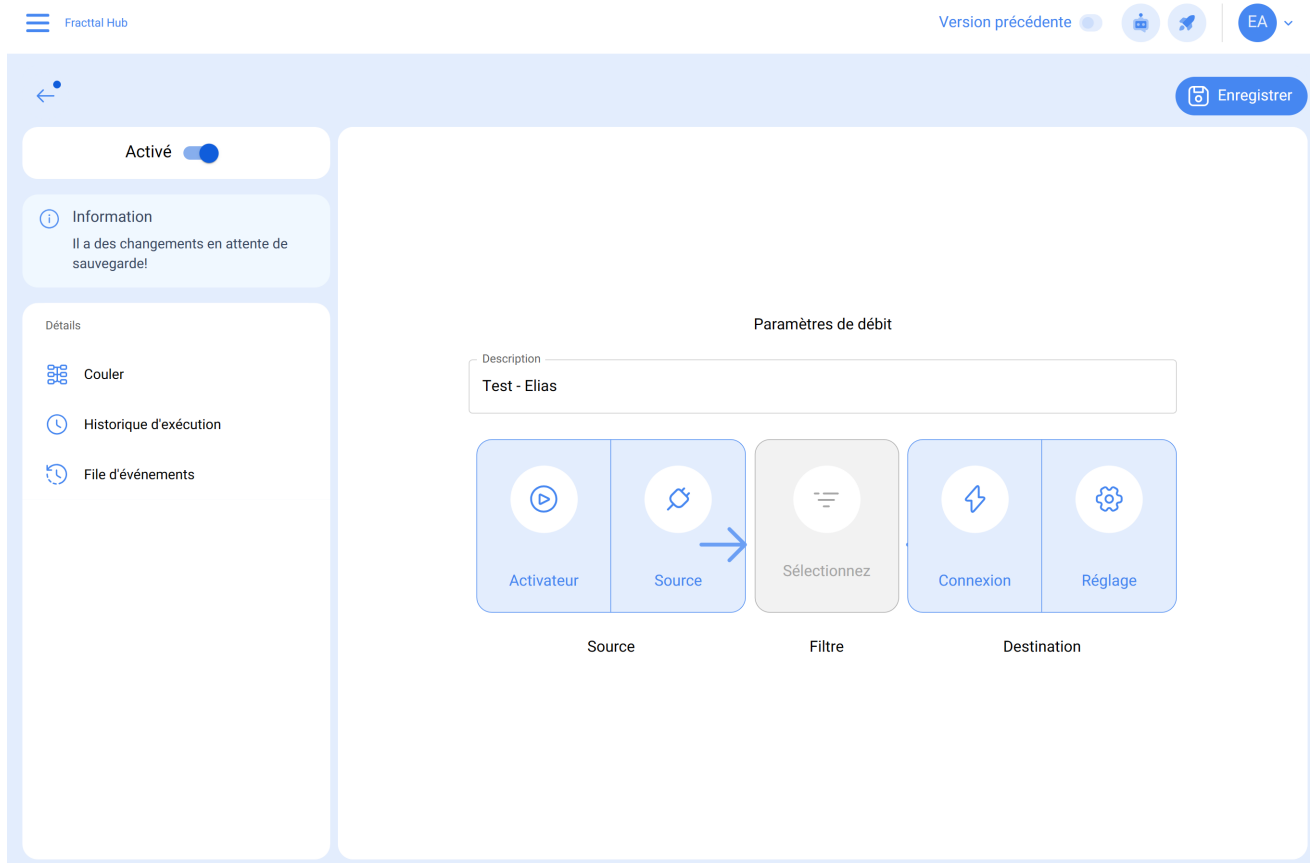 Fracttal Hub
Version précédente
EA
Enregistrer
Activé
Information
Il a des changements en attente de
sauvegarde!
Détails
Couler
Historique d'exécution
File d'événements
Paramètres de débit
Description
Test - Elias
Activateur
Source
Sélectionnez
Connexion
Réglage
Source
Filtre
Destination